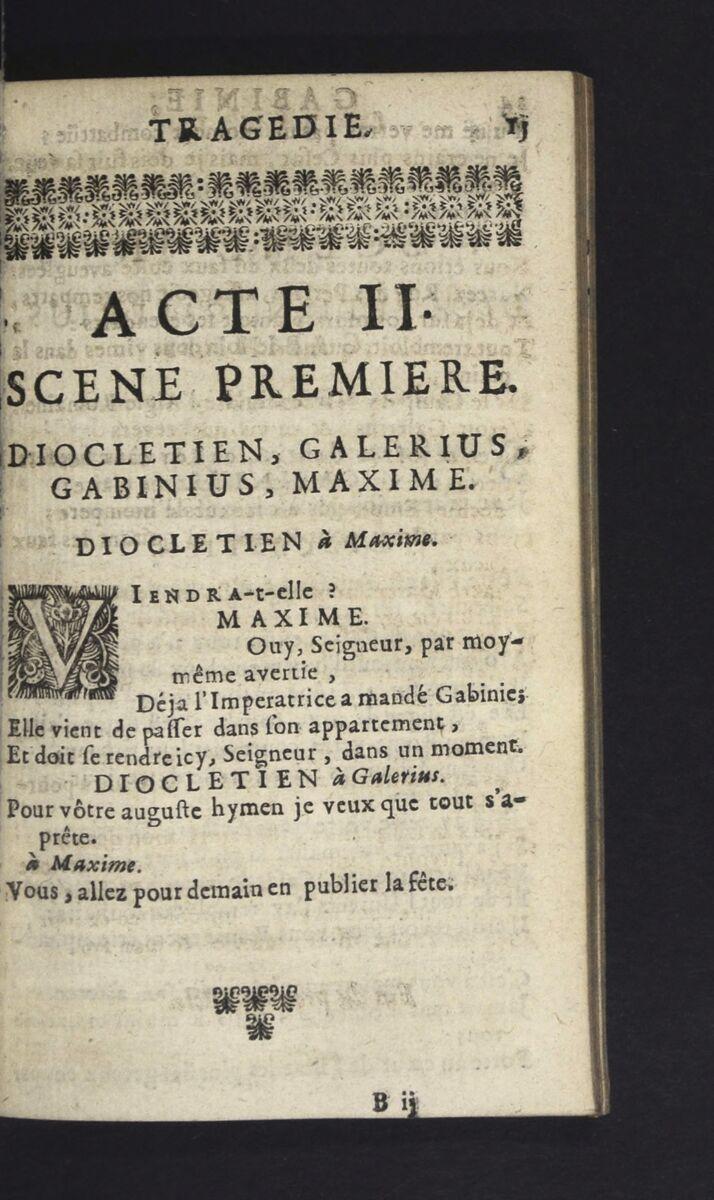 TRAGEDIE. 15
ACTE II.
SCENE PREMIERE.
DIOCLETIEN, GALERIUS,
GABINIUS, MAXIME.
DIOCLETIEN à Maxime.
VIENDRA-t-elle ?
MAXIME.
Ouy, Seigneur, par moy-
même avertie ,
Déja l'Imperatrice a mandé Gabinie;
Elle vient de paſſer dans ſon appartement ,
Et doit ſe rendre icy, Seigneur , dans un moment.
DIOCLETIEN à Galerius.
Pour vôtre auguſte hymen je veux que tout s'a-
prête.
à Maxime.
Vous , allez pour demain en publier la fête.
B ij